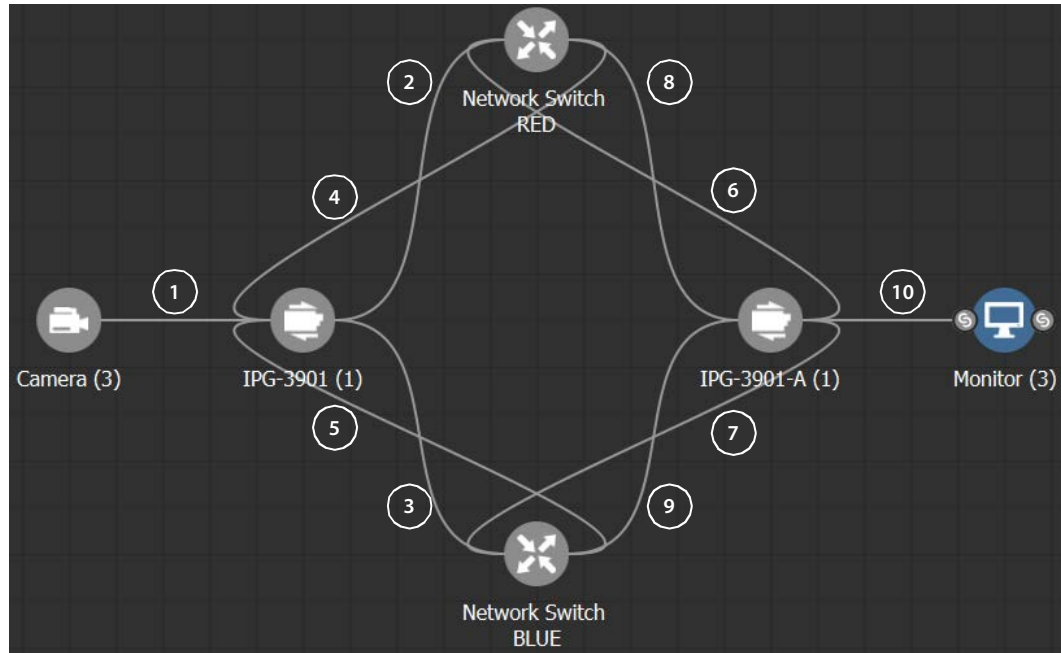 2
8
Network Switch
RED
4
6
1
10
Camera (3)
IPG-3901 (1)
IPG-3901-A (1)
Monitor (3)
5
7
3
9
Network Switch
BLUE